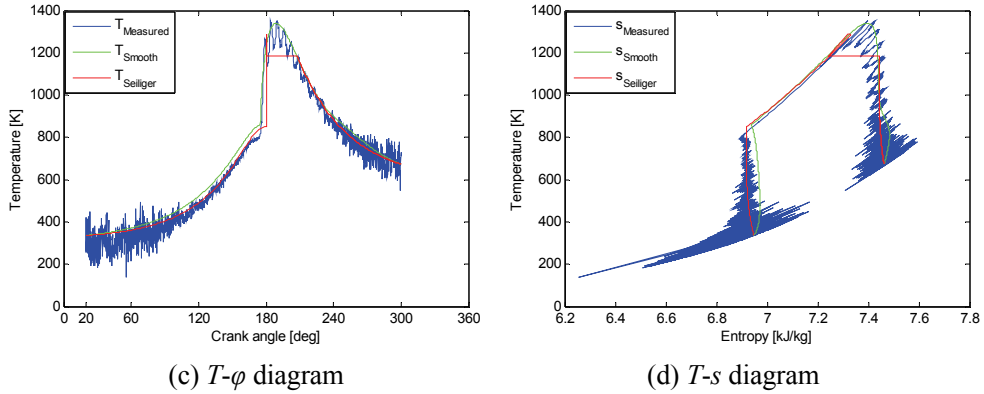 1400
1200
1000
800
600
400
200
0
Temperature [K]
T_Measured
T_Smooth
T_Seiliger
0 20 60 120 180 240 300 360
Crank angle [deg]
(c) T-φ diagram
1400
1200
1000
800
600
400
200
0
Temperature [K]
s_Measured
s_Smooth
s_Seiliger
6.2 6.4 6.6 6.8 7 7.2 7.4 7.6 7.8
Entropy [kJ/kg]
(d) T-s diagram